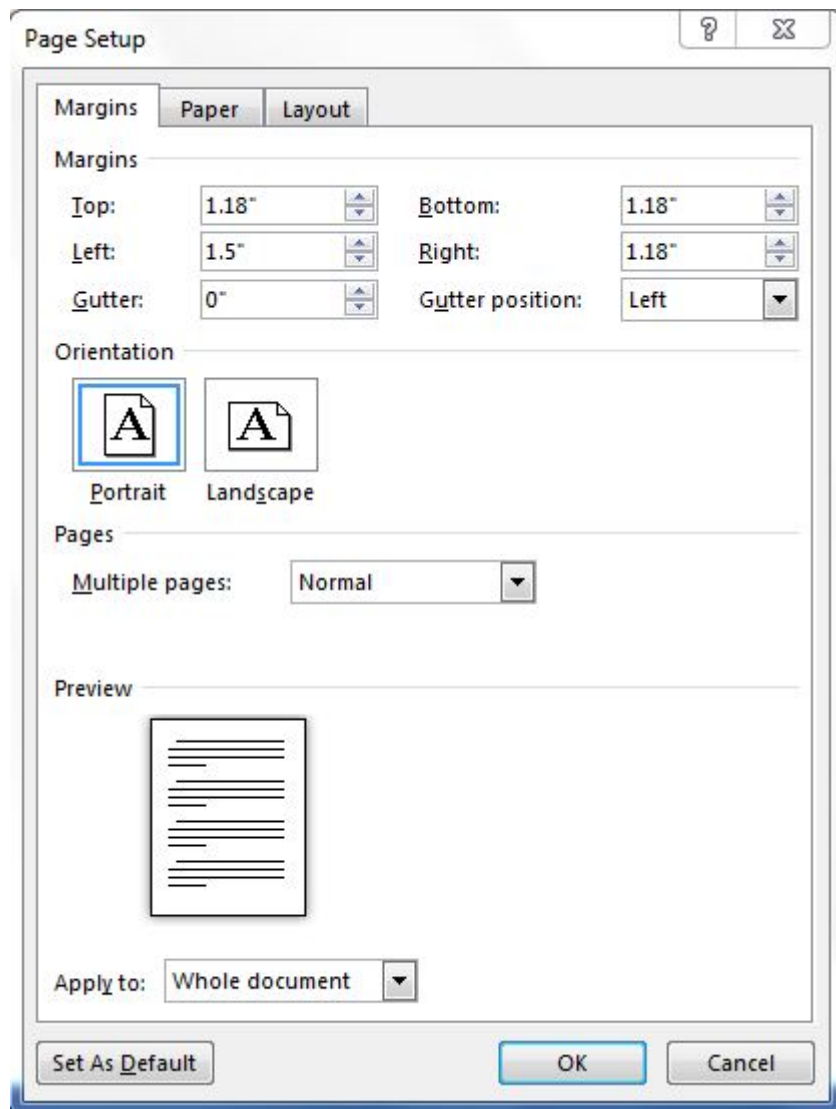 Page Setup
Margins Paper Layout
Margins
Top: 1.18" Bottom: 1.18"
Left: 1.5" Right: 1.18"
Gutter: 0" Gutter position: Left
Orientation
A A
Portrait Landscape
Pages
Multiple pages: Normal
Preview
Apply to: Whole document
Set As Default OK Cancel